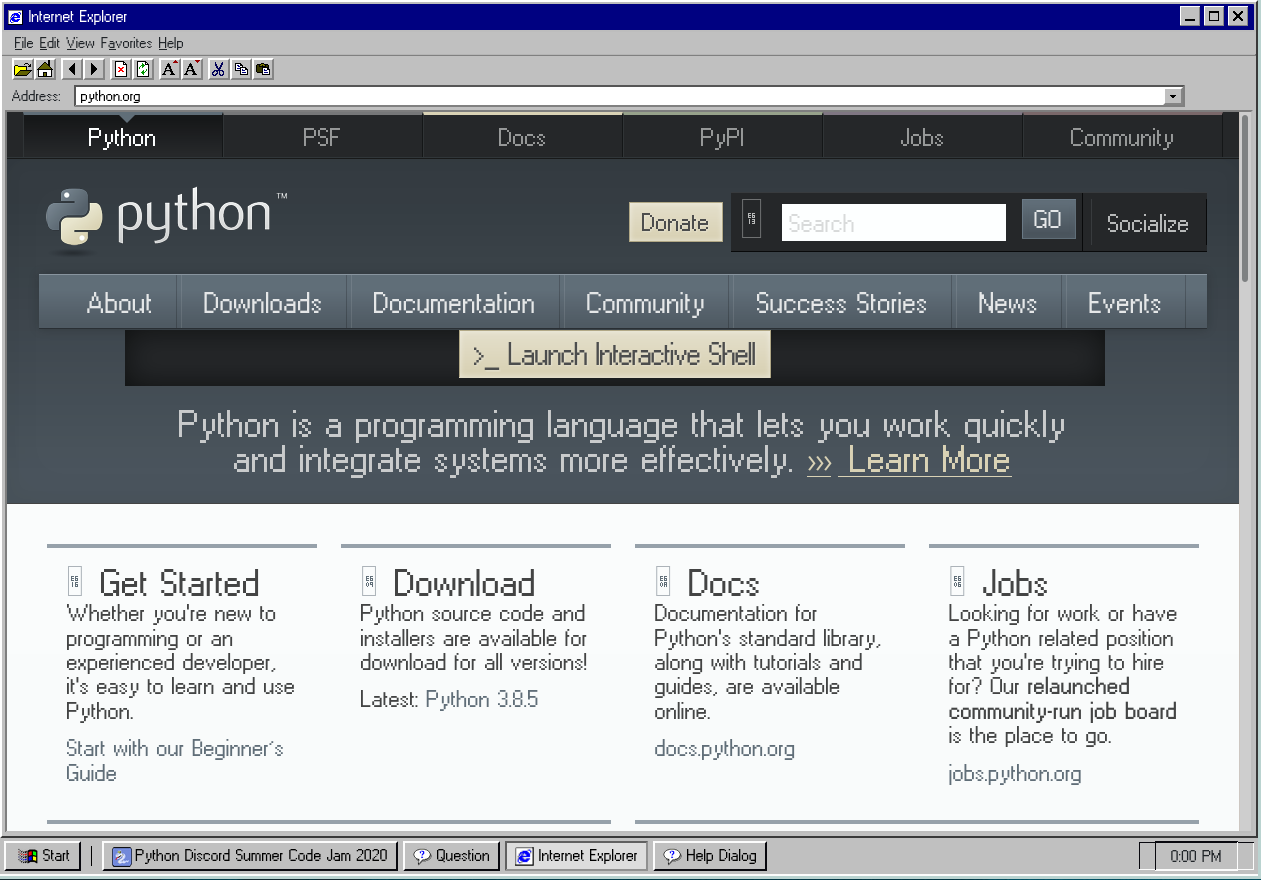 Internet Explorer
File Edit View Favorites Help
Address: python.org
Python PSF Docs PyPI Jobs Community
python™
Donate Search GO Socialize
About Downloads Documentation Community Success Stories News Events
>_ Launch Interactive Shell
Python is a programming language that lets you work quickly
and integrate systems more effectively. >>> Learn More
Get Started
Whether you're new to
programming or an
experienced developer,
it's easy to learn and use
Python.
Start with our Beginner's
Guide
Download
Python source code and
installers are available for
download for all versions!
Latest: Python 3.8.5
Docs
Documentation for
Python's standard library,
along with tutorials and
guides, are available
online.
docs.python.org
Jobs
Looking for work or have
a Python related position
that you're trying to hire
for? Our relaunched
community-run job board
is the place to go.
jobs.python.org
Start Python Discord Summer Code Jam 2020 Question Internet Explorer Help Dialog 0:00 PM